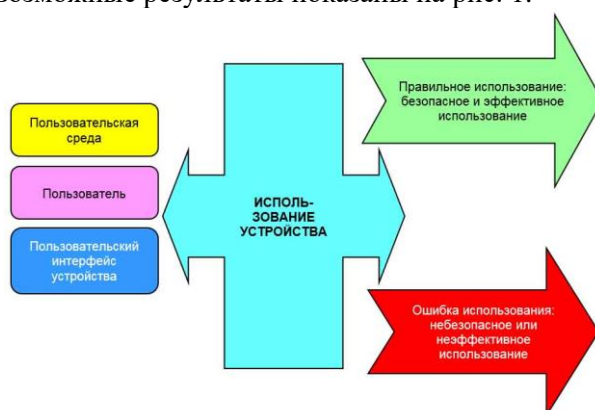 возможные результаты показаны на рис. 1.
Пользовательская
среда
Пользователь
Пользовательский
интерфейс
устройства
ИСПОЛЬ-
ЗОВАНИЕ
УСТРОЙСТВА
Правильное использование:
безопасное и эффективное
использование
Ошибка использования:
небезопасное или
неэффективное
использование